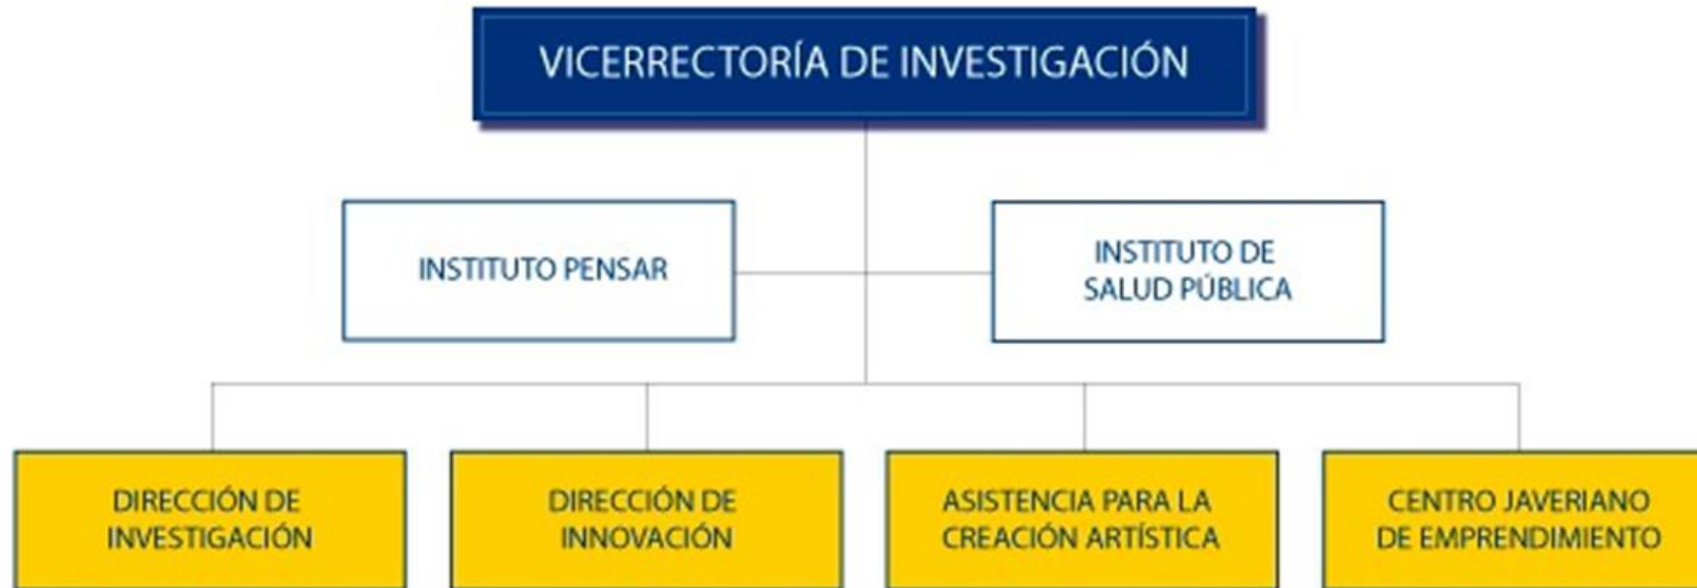 VICERRECTORÍA DE INVESTIGACIÓN
INSTITUTO PENSAR
INSTITUTO DE
SALUD PÚBLICA
DIRECCIÓN DE
INVESTIGACIÓN
DIRECCIÓN DE
INNOVACIÓN
ASISTENCIA PARA LA
CREACIÓN ARTÍSTICA
CENTRO JAVERIANO
DE EMPRENDIMIENTO